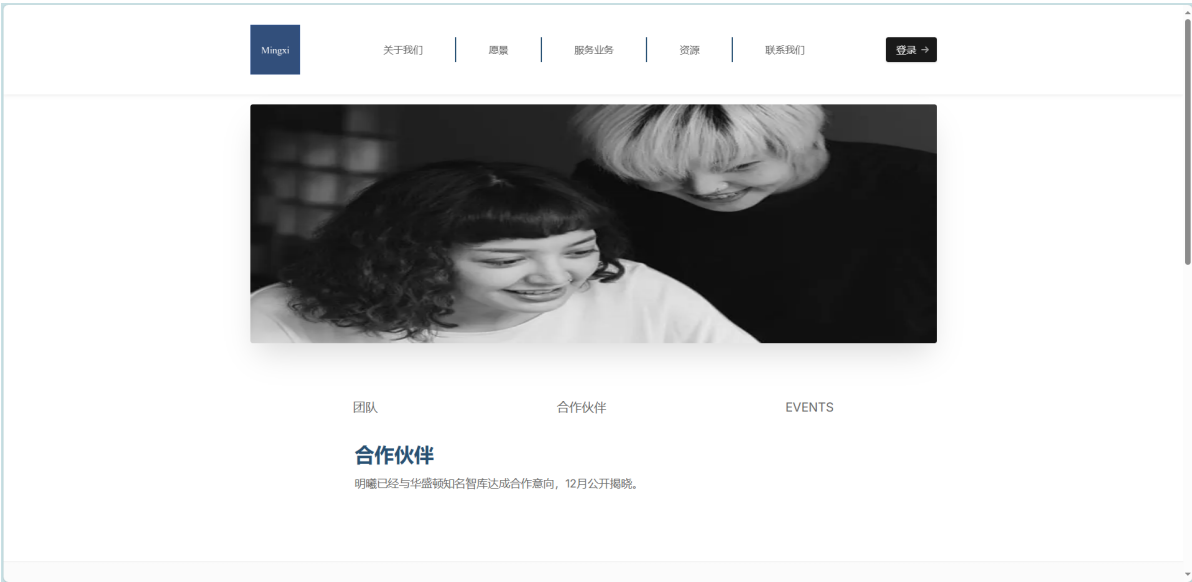 Mingxi
关于我们
愿景
服务业务
资源
联系我们
登录 →
团队
合作伙伴
EVENTS
合作伙伴
明曦已经与华盛顿知名智库达成合作意向，12月公开揭晓。